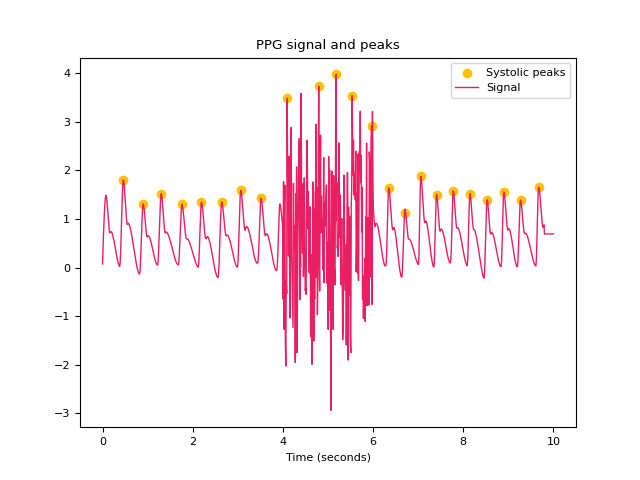 PPG signal and peaks
Systolic peaks
Signal
4
3
2
1
0
−1
−2
−3
0 2 4 6 8 10
Time (seconds)